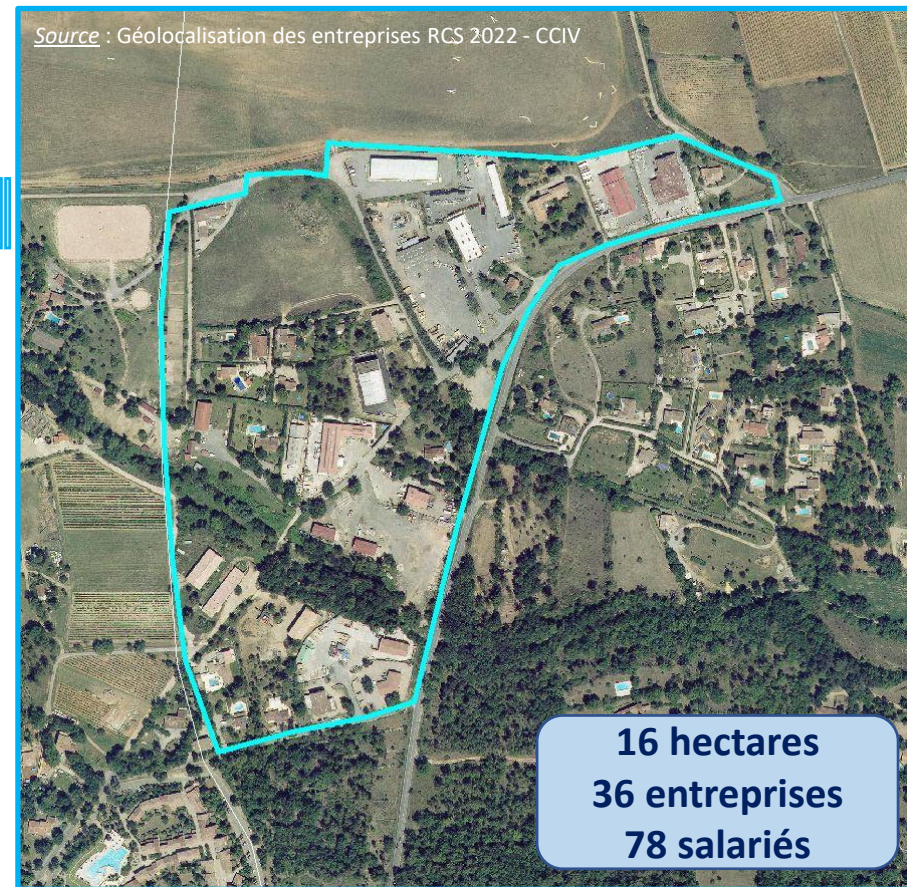 Source : Géolocalisation des entreprises RCS 2022 - CCIV
16 hectares
36 entreprises
78 salariés